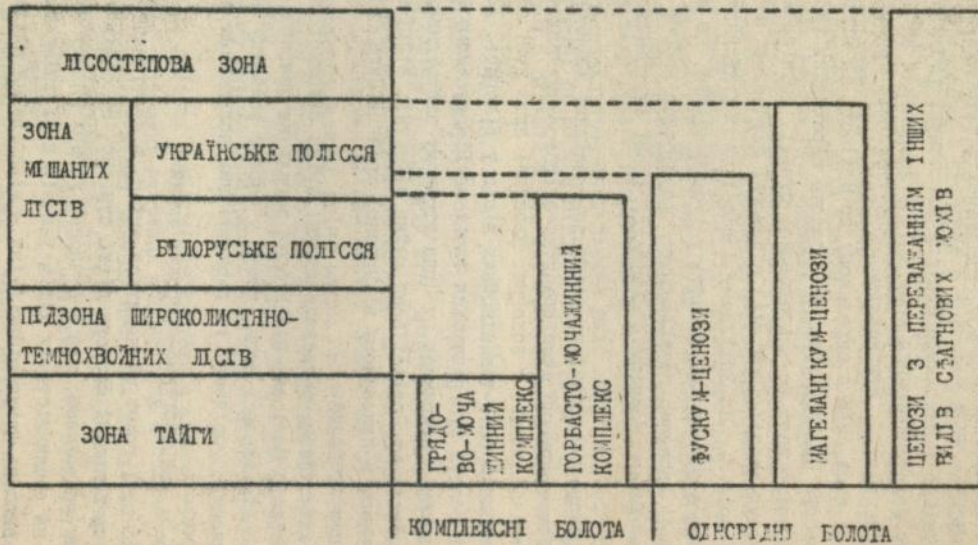 ЛІСОСТЕПОВА ЗОНА
ЗОНА
МІШАНИХ
ЛІСІВ
УКРАЇНСЬКЕ ПОЛІССЯ
БІЛОРУСЬКЕ ПОЛІССЯ
ПІДЗОНА ШИРОКОЛИСТЯНО-
ТЕМНОХВОЙНИХ ЛІСІВ
ЗОНА ТАЙГИ
ГРЯДО-
ВО-МОЧА
ЖИННИЙ
КОМПЛЕКС
ГОРБАСТО-МОЧАЛИННИЙ
КОМПЛЕКС
ФУСКУМ-ЦЕНОЗИ
МАГЕЛАНІКУМ-ЦЕНОЗИ
ЦЕНОЗИ З ПЕРЕВАЖАННЯМ ІНШИХ
ВИДІВ СФАГНОВИХ МОХІВ
КОМПЛЕКСНІ БОЛОТА
ОДНОРІДНІ БОЛОТА